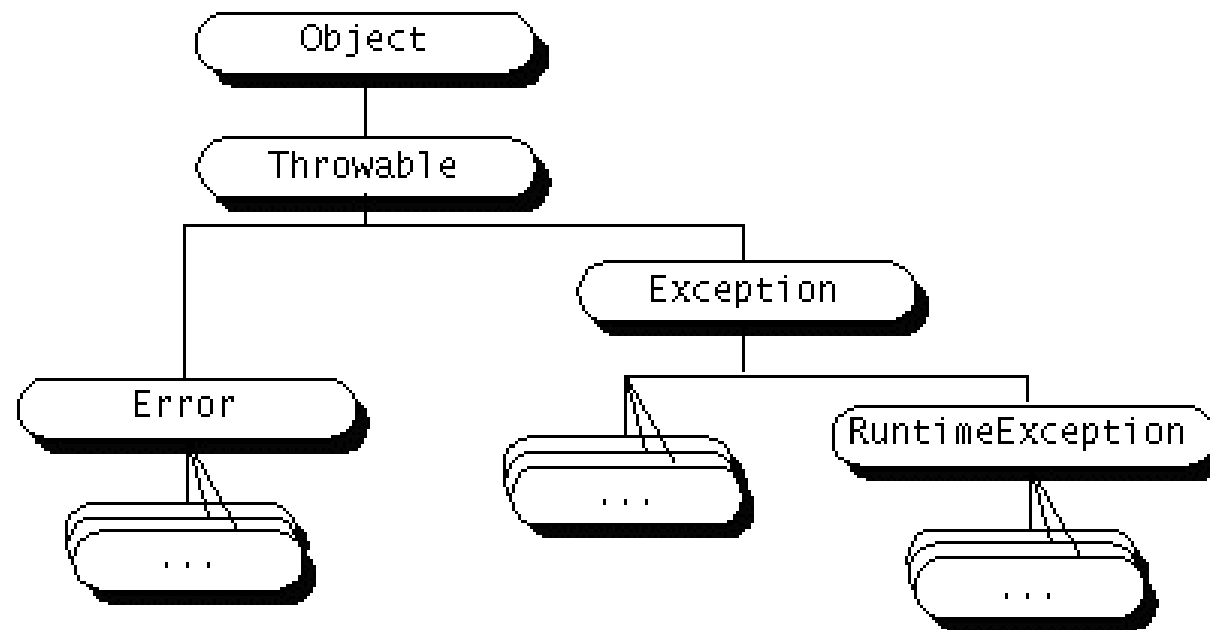 Object
Throwable
Exception
Error
RuntimeException
...
...
...